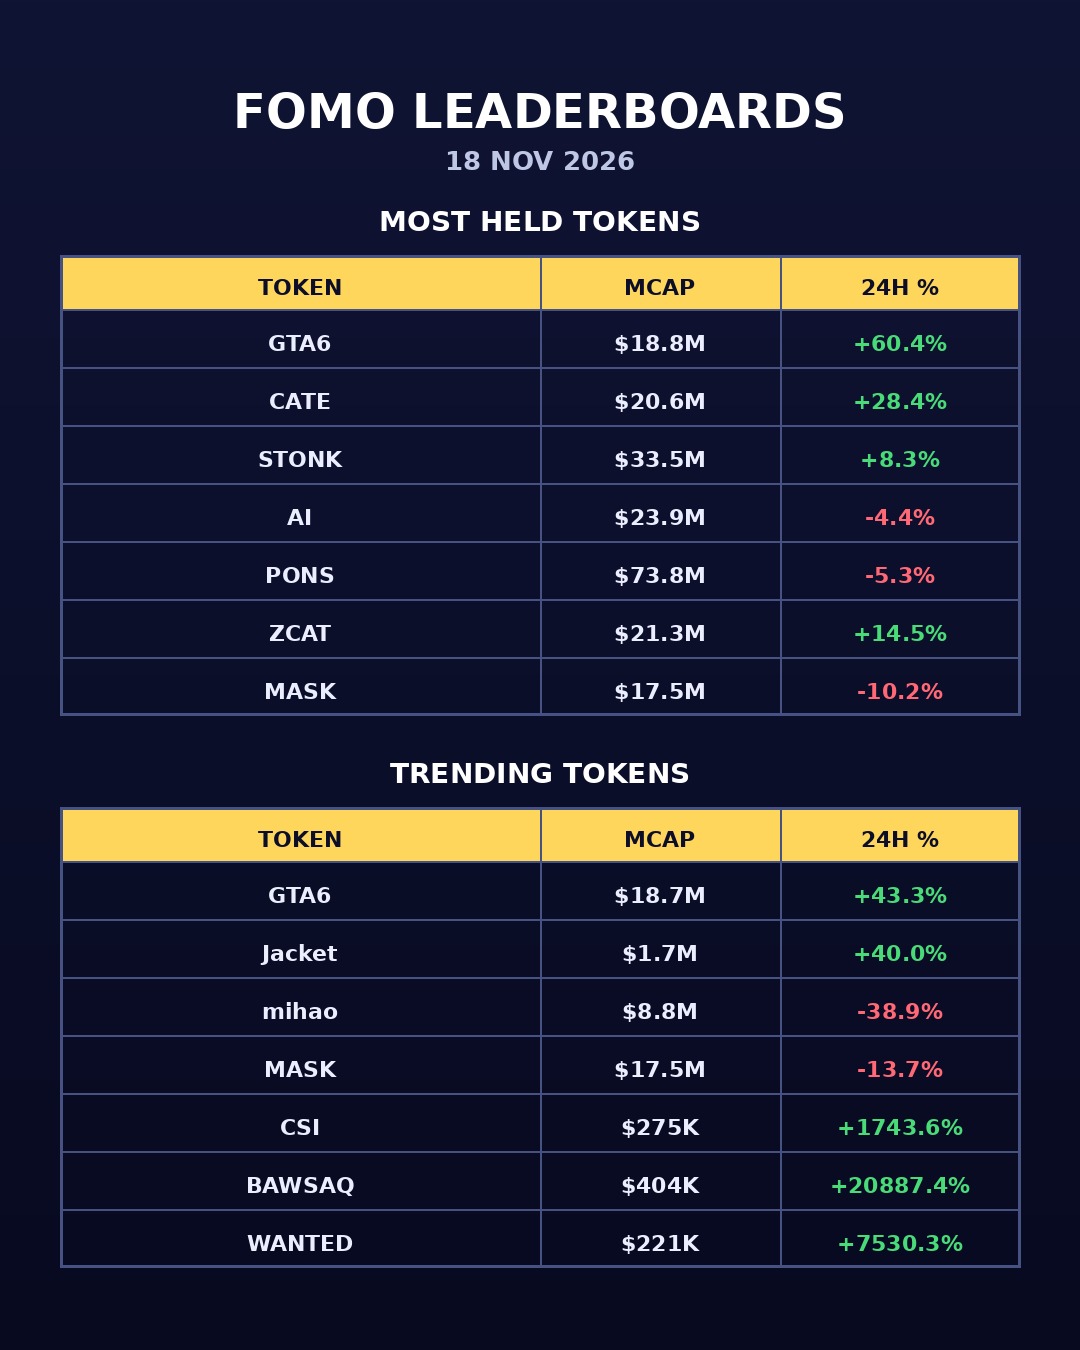 FOMO LEADERBOARDS
18 NOV 2026
MOST HELD TOKENS
TOKEN MCAP 24H %
GTA6 $18.8M +60.4%
CATE $20.6M +28.4%
STONK $33.5M +8.3%
AI $23.9M -4.4%
PONS $73.8M -5.3%
ZCAT $21.3M +14.5%
MASK $17.5M -10.2%
TRENDING TOKENS
TOKEN MCAP 24H %
GTA6 $18.7M +43.3%
Jacket $1.7M +40.0%
mihao $8.8M -38.9%
MASK $17.5M -13.7%
CSI $275K +1743.6%
BAWSAQ $404K +20887.4%
WANTED $221K +7530.3%